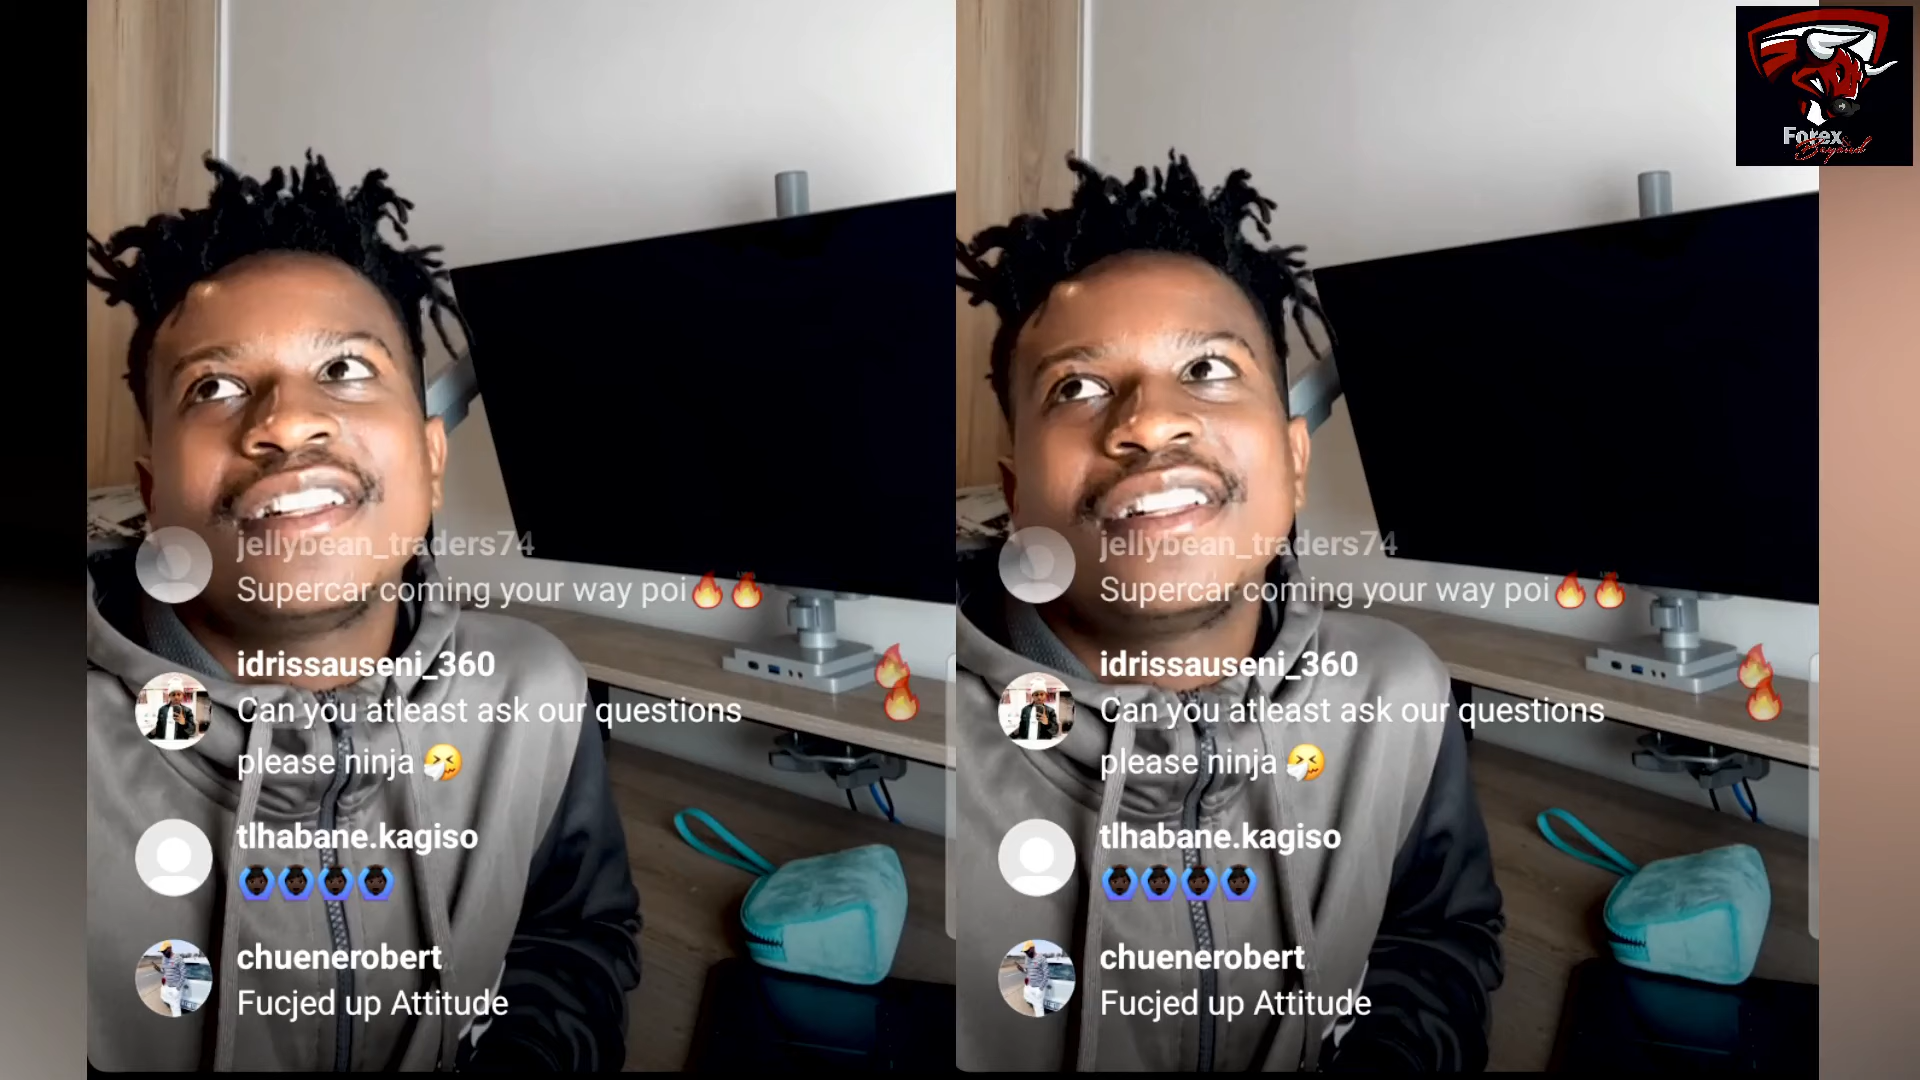 jellybean_traders74
Supercar coming your way poi🔥🔥
idrissauseni_360
Can you atleast ask our questions
please ninja 🤧
tlhabane.kagiso
🙆🏿🙆🏿🙆🏿🙆🏿
chuenerobert
Fucjed up Attitude
jellybean_traders74
Supercar coming your way poi🔥🔥
idrissauseni_360
Can you atleast ask our questions
please ninja 🤧
tlhabane.kagiso
🙆🏿🙆🏿🙆🏿🙆🏿
chuenerobert
Fucjed up Attitude
Forex
Beyond